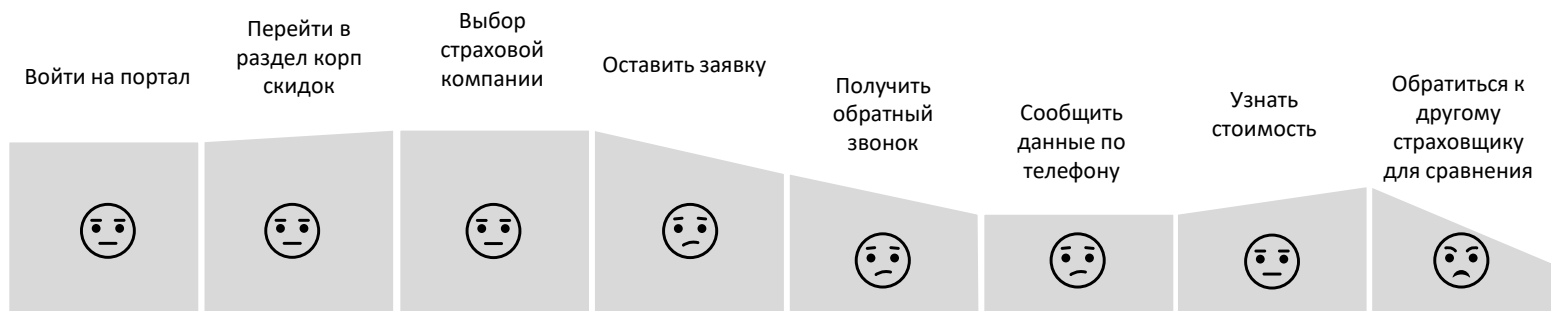 Войти на портал
Перейти в
раздел корп
скидок
Выбор
страховой
компании
Оставить заявку
Получить
обратный
звонок
Сообщить
данные по
телефону
Узнать
стоимость
Обратиться к
другому
страховщику
для сравнения